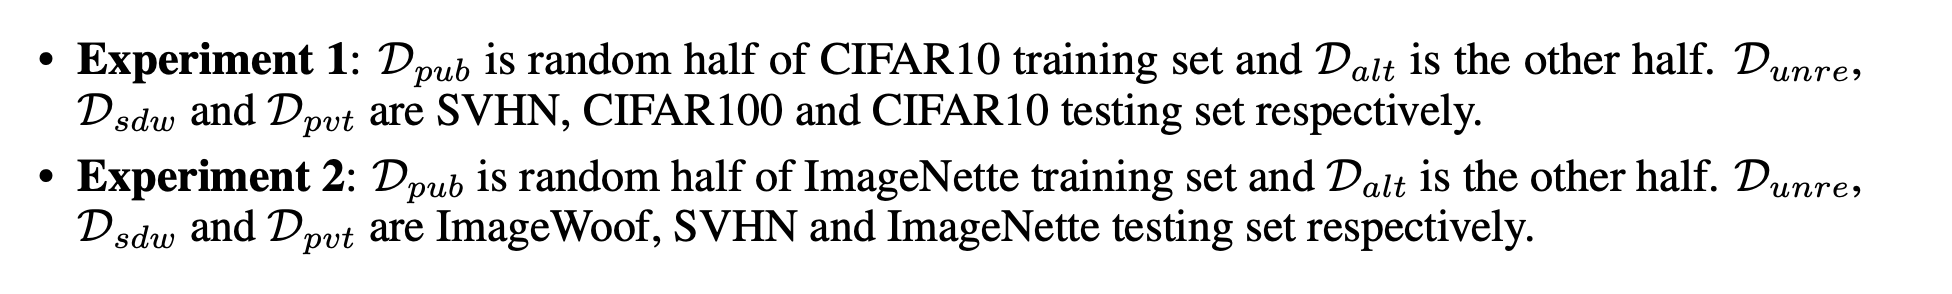 • Experiment 1: 𝒟_pub is random half of CIFAR10 training set and 𝒟_alt is the other half. 𝒟_unre,
𝒟_sdw and 𝒟_pvt are SVHN, CIFAR100 and CIFAR10 testing set respectively.
• Experiment 2: 𝒟_pub is random half of ImageNette training set and 𝒟_alt is the other half. 𝒟_unre,
𝒟_sdw and 𝒟_pvt are ImageWoof, SVHN and ImageNette testing set respectively.